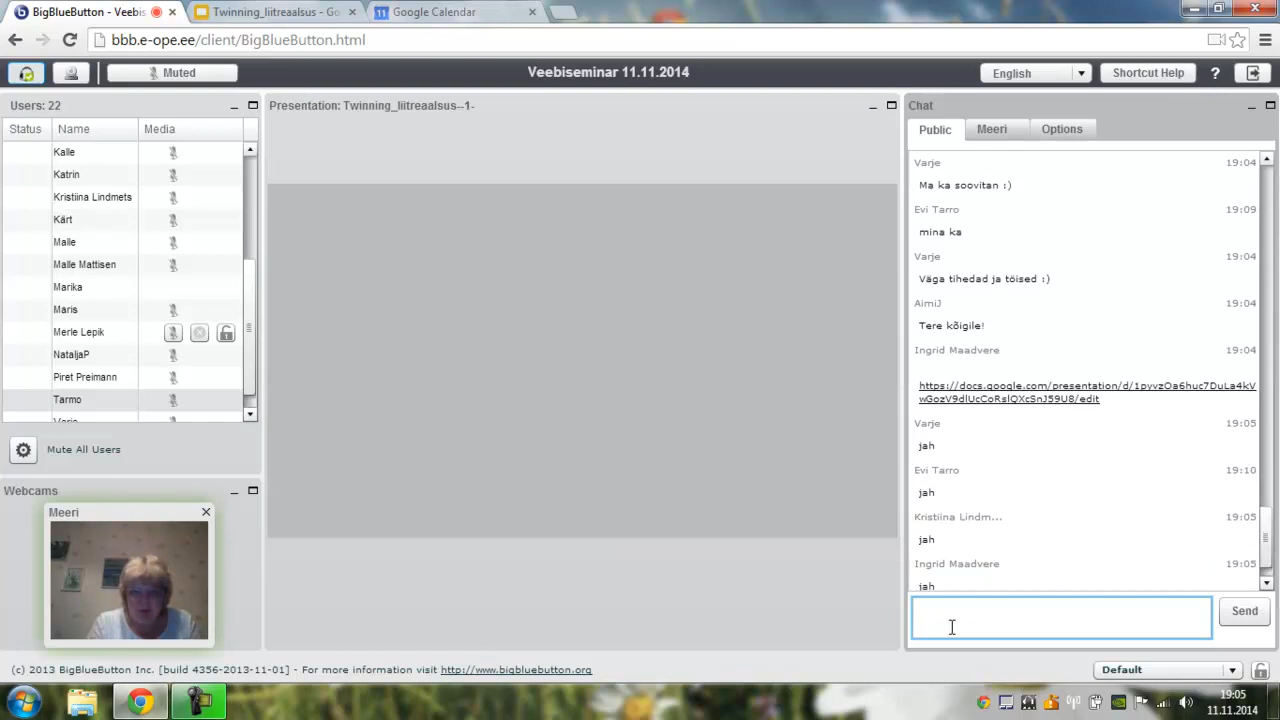 BigBlueButton - Veebis
Twinning_liitreaalsus - Go
Google Calendar
bbb.e-ope.ee/client/BigBlueButton.html
Muted
Veebiseminar 11.11.2014
English
Shortcut Help
?
Users: 22
Status Name Media
Kalle
Katrin
Kristiina Lindmets
Kärt
Malle
Malle Mattisen
Marika
Maris
Merle Lepik
NataljaP
Piret Preimann
Tarmo
Varje
Mute All Users
Webcams
Meeri
Presentation: Twinning_liitreaalsus--1-
Chat
Public Meeri Options
Varje 19:04
Ma ka soovitan :)
Evi Tarro 19:09
mina ka
Varje 19:04
Väga tihedad ja töised :)
AimiJ 19:04
Tere kõigile!
Ingrid Maadvere 19:04
https://docs.google.com/presentation/d/1pyvzOa6huc7DuLa4kV
wGozV9dlUcCoRslQXcSnJ59U8/edit
Varje 19:05
jah
Evi Tarro 19:10
jah
Kristiina Lindm... 19:05
jah
Ingrid Maadvere 19:05
jah
Send
(c) 2013 BigBlueButton Inc. [build 4356-2013-11-01] - For more information visit http://www.bigbluebutton.org
Default
19:05
11.11.2014